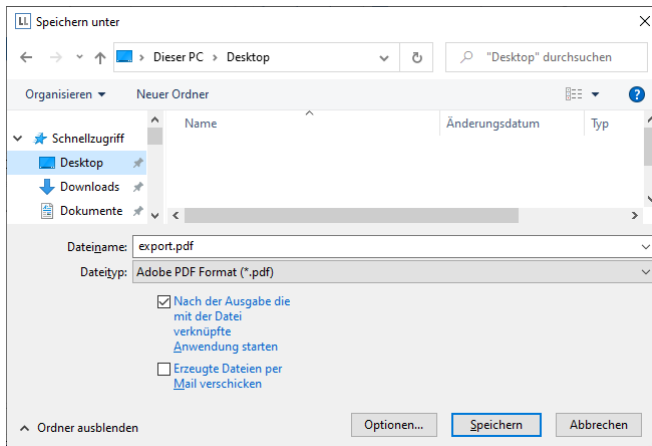 LL Speichern unter
Dieser PC > Desktop
"Desktop" durchsuchen
Organisieren
Neuer Ordner
?
Name
Änderungsdatum
Typ
Schnellzugriff
Desktop
Downloads
Dokumente
Dateiname: export.pdf
Dateityp: Adobe PDF Format (*.pdf)
Nach der Ausgabe die
mit der Datei
verknüpfte
Anwendung starten
Erzeugte Dateien per
Mail verschicken
Ordner ausblenden
Optionen...
Speichern
Abbrechen